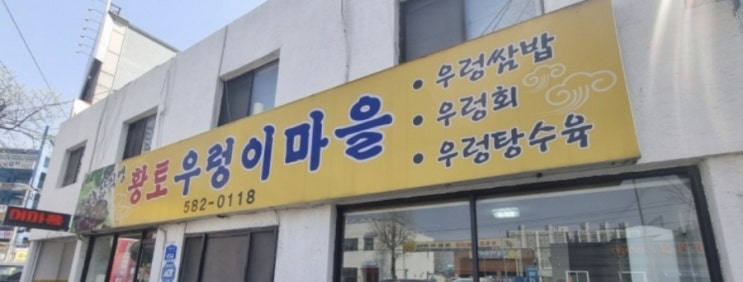 황토우렁이마을
582-0118
• 우렁쌈밥
• 우렁회
• 우렁탕수육